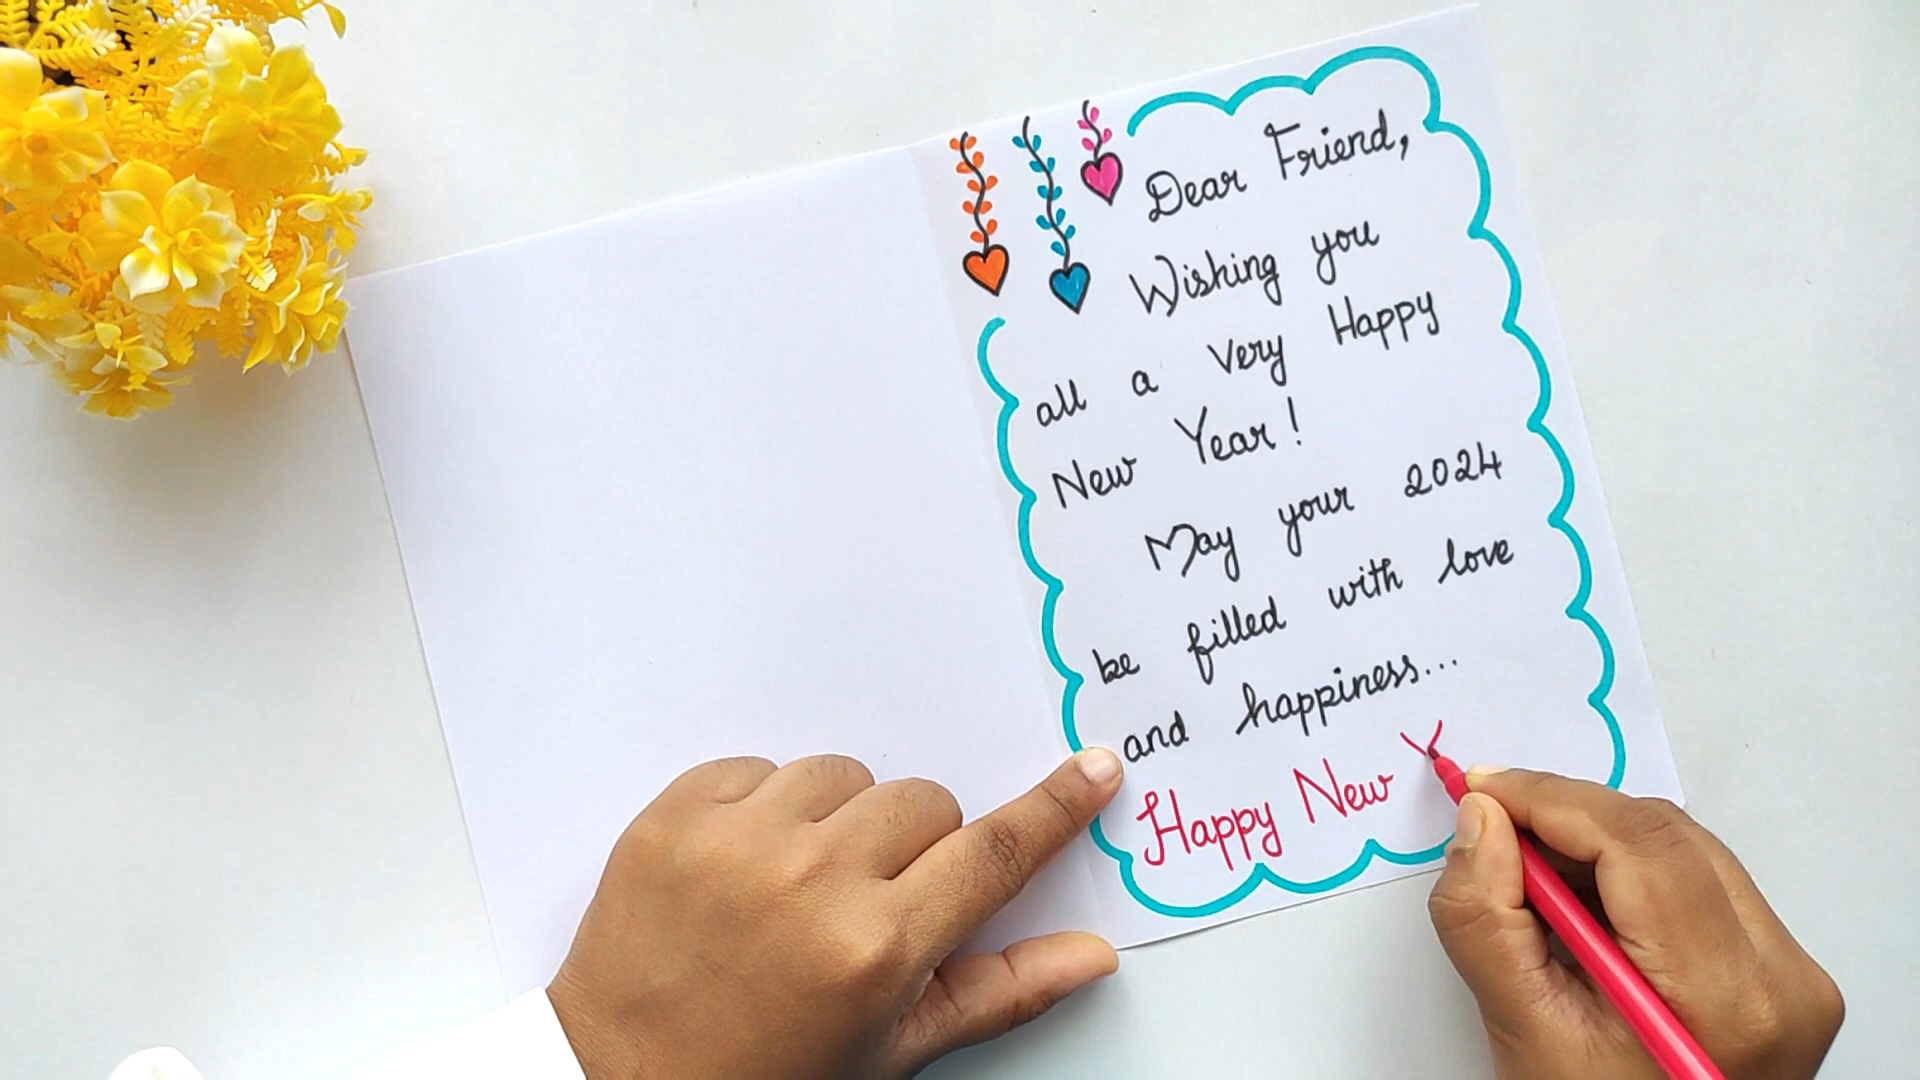 Dear Friend,
Wishing you
all a very Happy
New Year!
May your 2024
be filled with love
and happiness...
Happy New Y